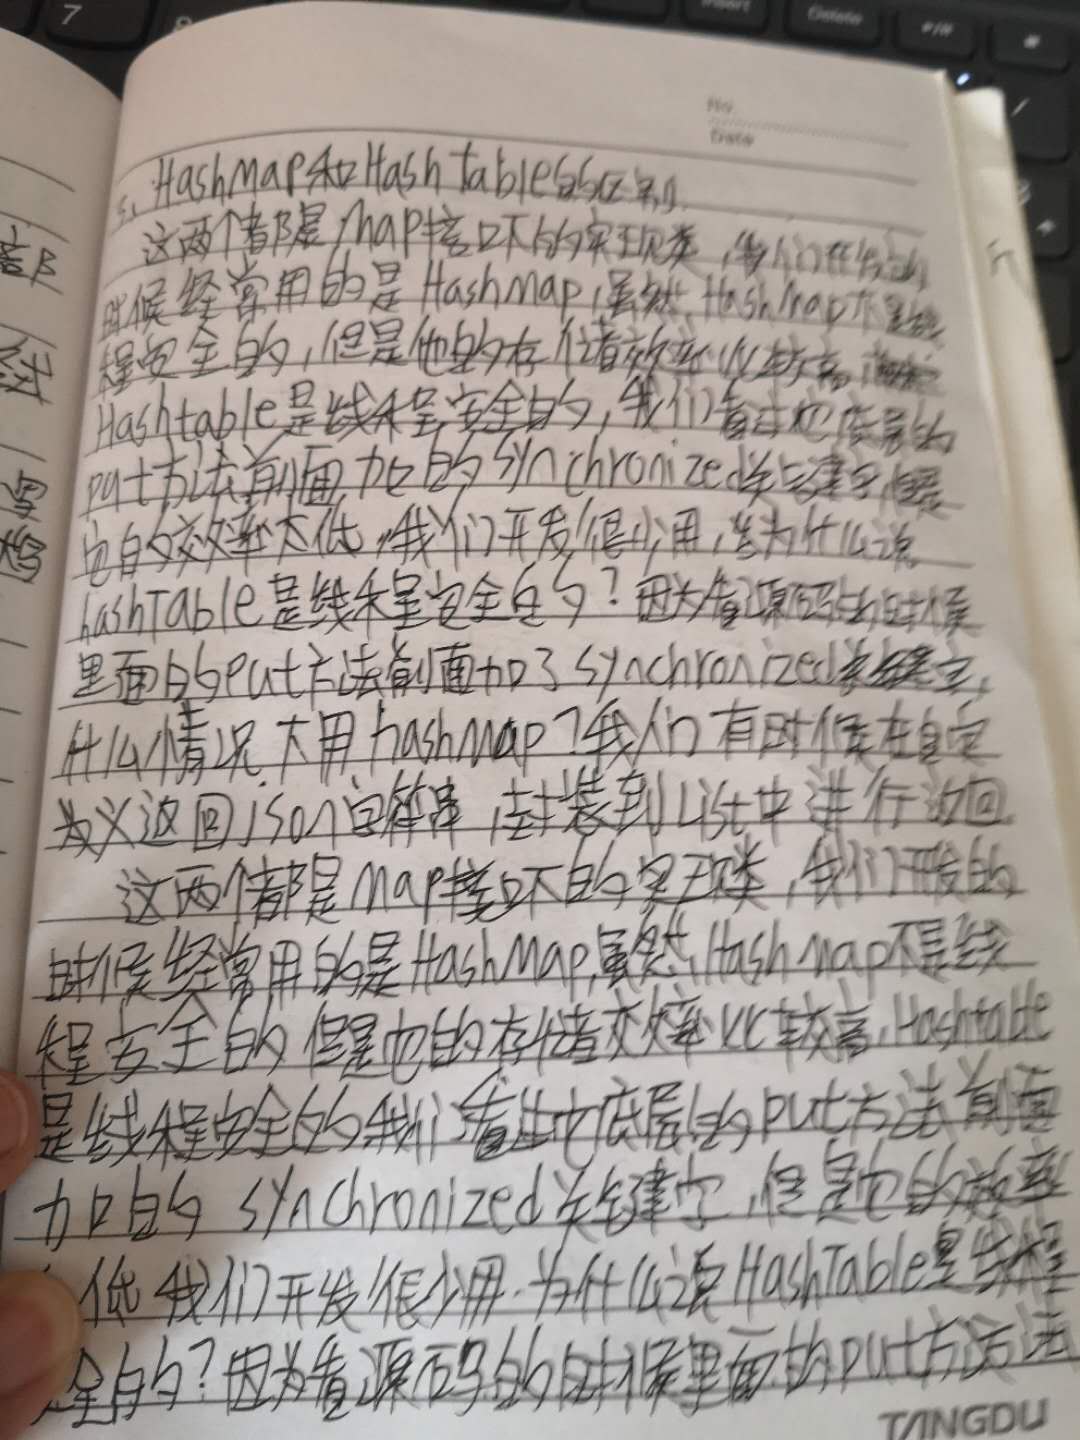 7
Insert
Delete
No.
Date
HashMap和HashTable的区别
这两个都是map接口下的实现类,我们在
时候经常用的是HashMap,虽然,HashMap不是线
程安全的,但是他的存储效率比较高,
Hashtable是线程安全的,我们看古他底层的
put方法前面,加的synchronized关键字,但是
它的效率太低,我们开发很少用,为什么说
hashTable是线程安全的?因为看源码的时候
里面的put方法前面加了synchronized关键字,
什么情况不用hashmap?我们有时候在自定
义返回json字符串,封装到List中进行返回.
这两个都是Map接口下的实现类,我们开发的
时候经常用的是HashMap,虽然,Hashmap不是线
程安全的但是他的存储效率比较高,Hashtable
是线程安全的我们看出它底层的put方法前面
加的synchronized关键字,但是它的效率
低我们开发很少用.为什么说HashTable是线程
全的?因为看源码的时候里面的put方法
TANGDU
部
写